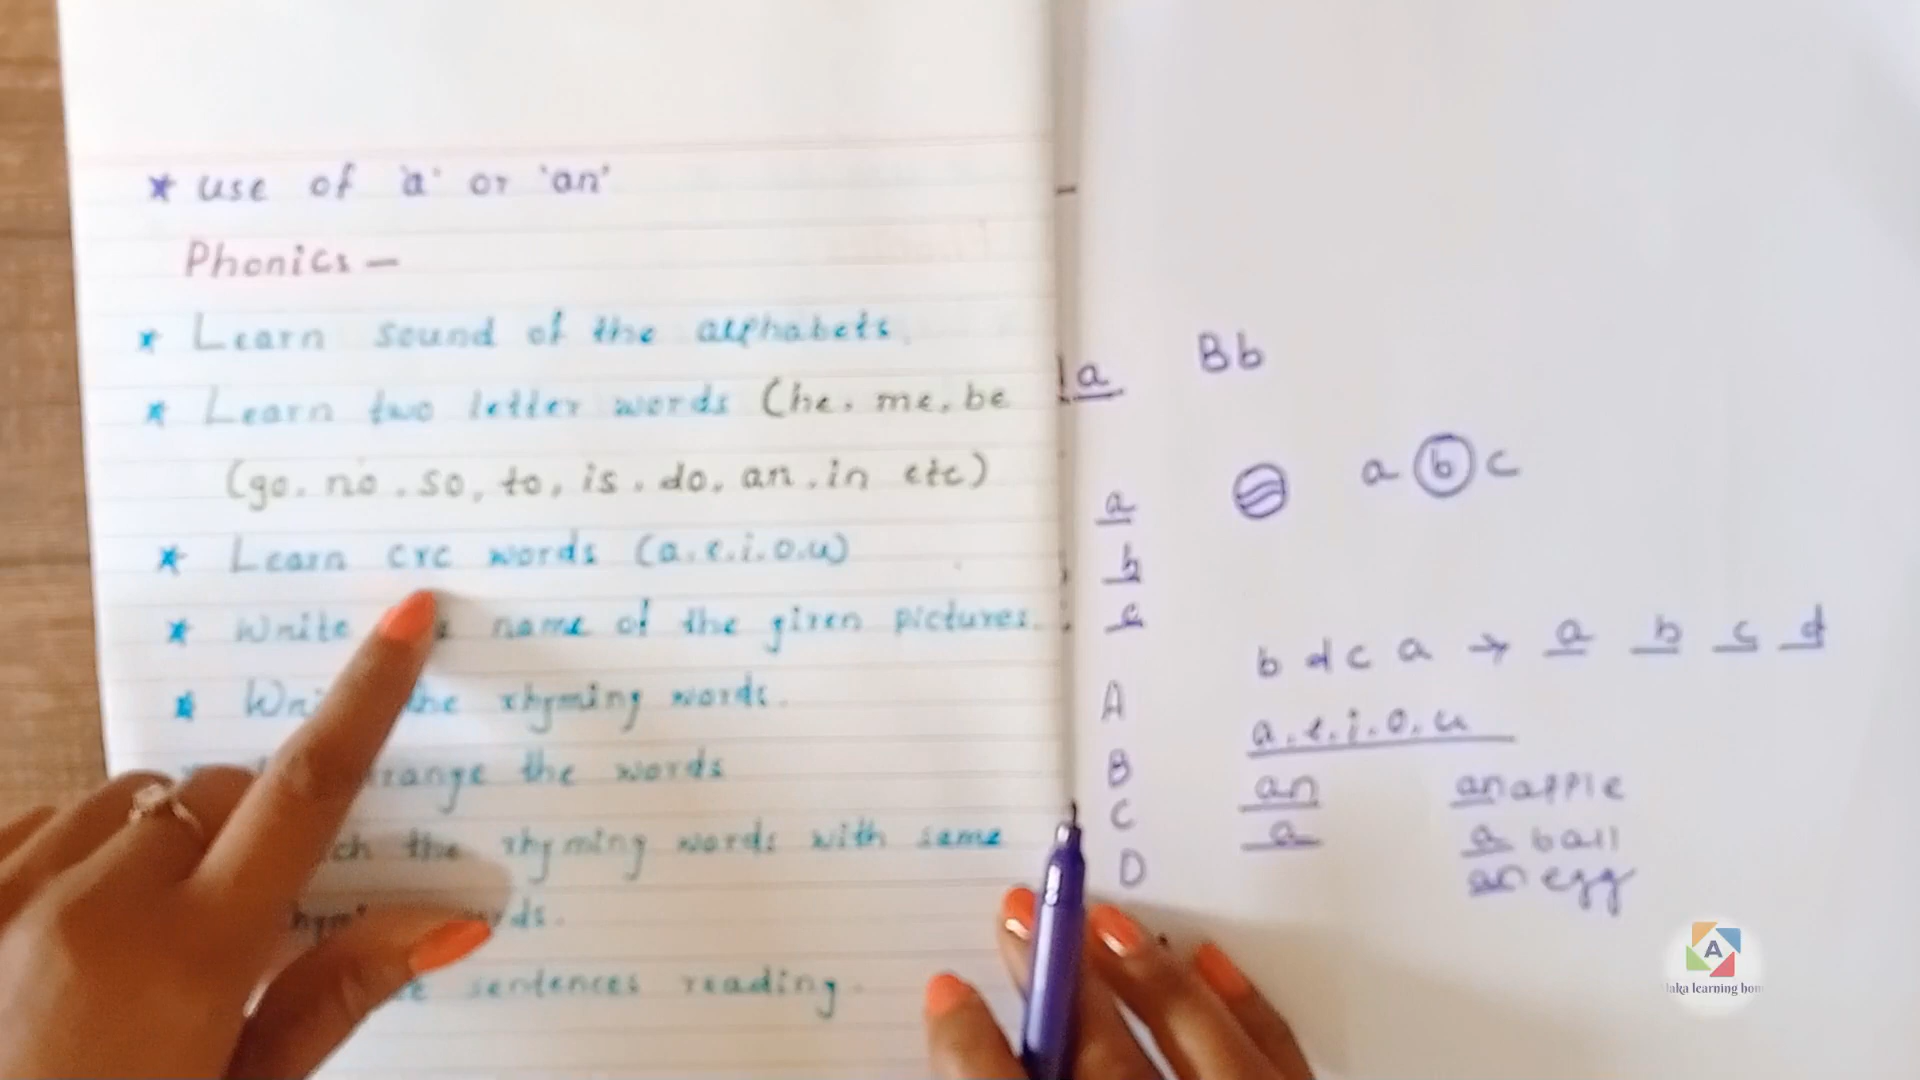 * use of 'a' or 'an'
Phonics –
* Learn sound of the alphabets.
* Learn two letter words (he, me, be
(go, no, so, to, is, do, an, in etc)
* Learn cvc words (a.e.i.o.u)
* Write name of the given pictures.
* the rhyming words.
the words
the rhyming words with same
sentences reading.
a Bb
a b c
a
b
c
b d c a → a b c d
A
B
C
D
a.e.i.o.u
an an apple
a a ball
an egg
A
learning